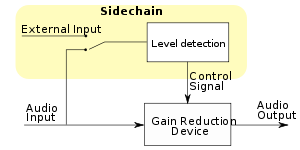 Sidechain
External Input
Level detection
Control
Signal
Audio
Input
Gain Reduction
Device
Audio
Output